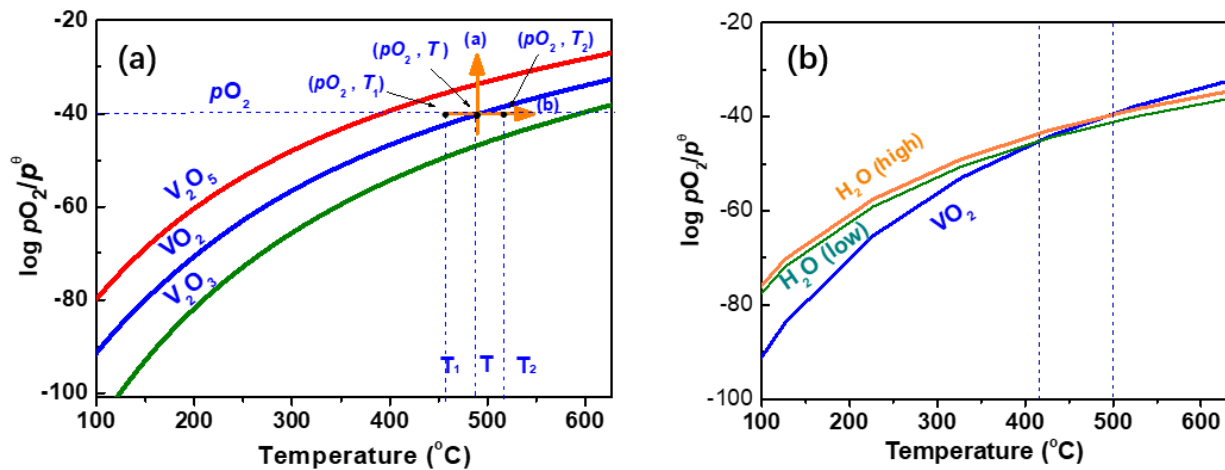 (a)
log pO₂/pᶿ
-20
-40
-60
-80
-100
pO₂
(pO₂ , T₁)
(pO₂ , T)
(a)
(pO₂ , T₂)
(b)
V₂O₅
VO₂
V₂O₃
T₁
T
T₂
100
200
300
400
500
600
Temperature (°C)
(b)
log pO₂/pᶿ
-20
-40
-60
-80
-100
H₂O (high)
H₂O (low)
VO₂
100
200
300
400
500
600
Temperature (°C)